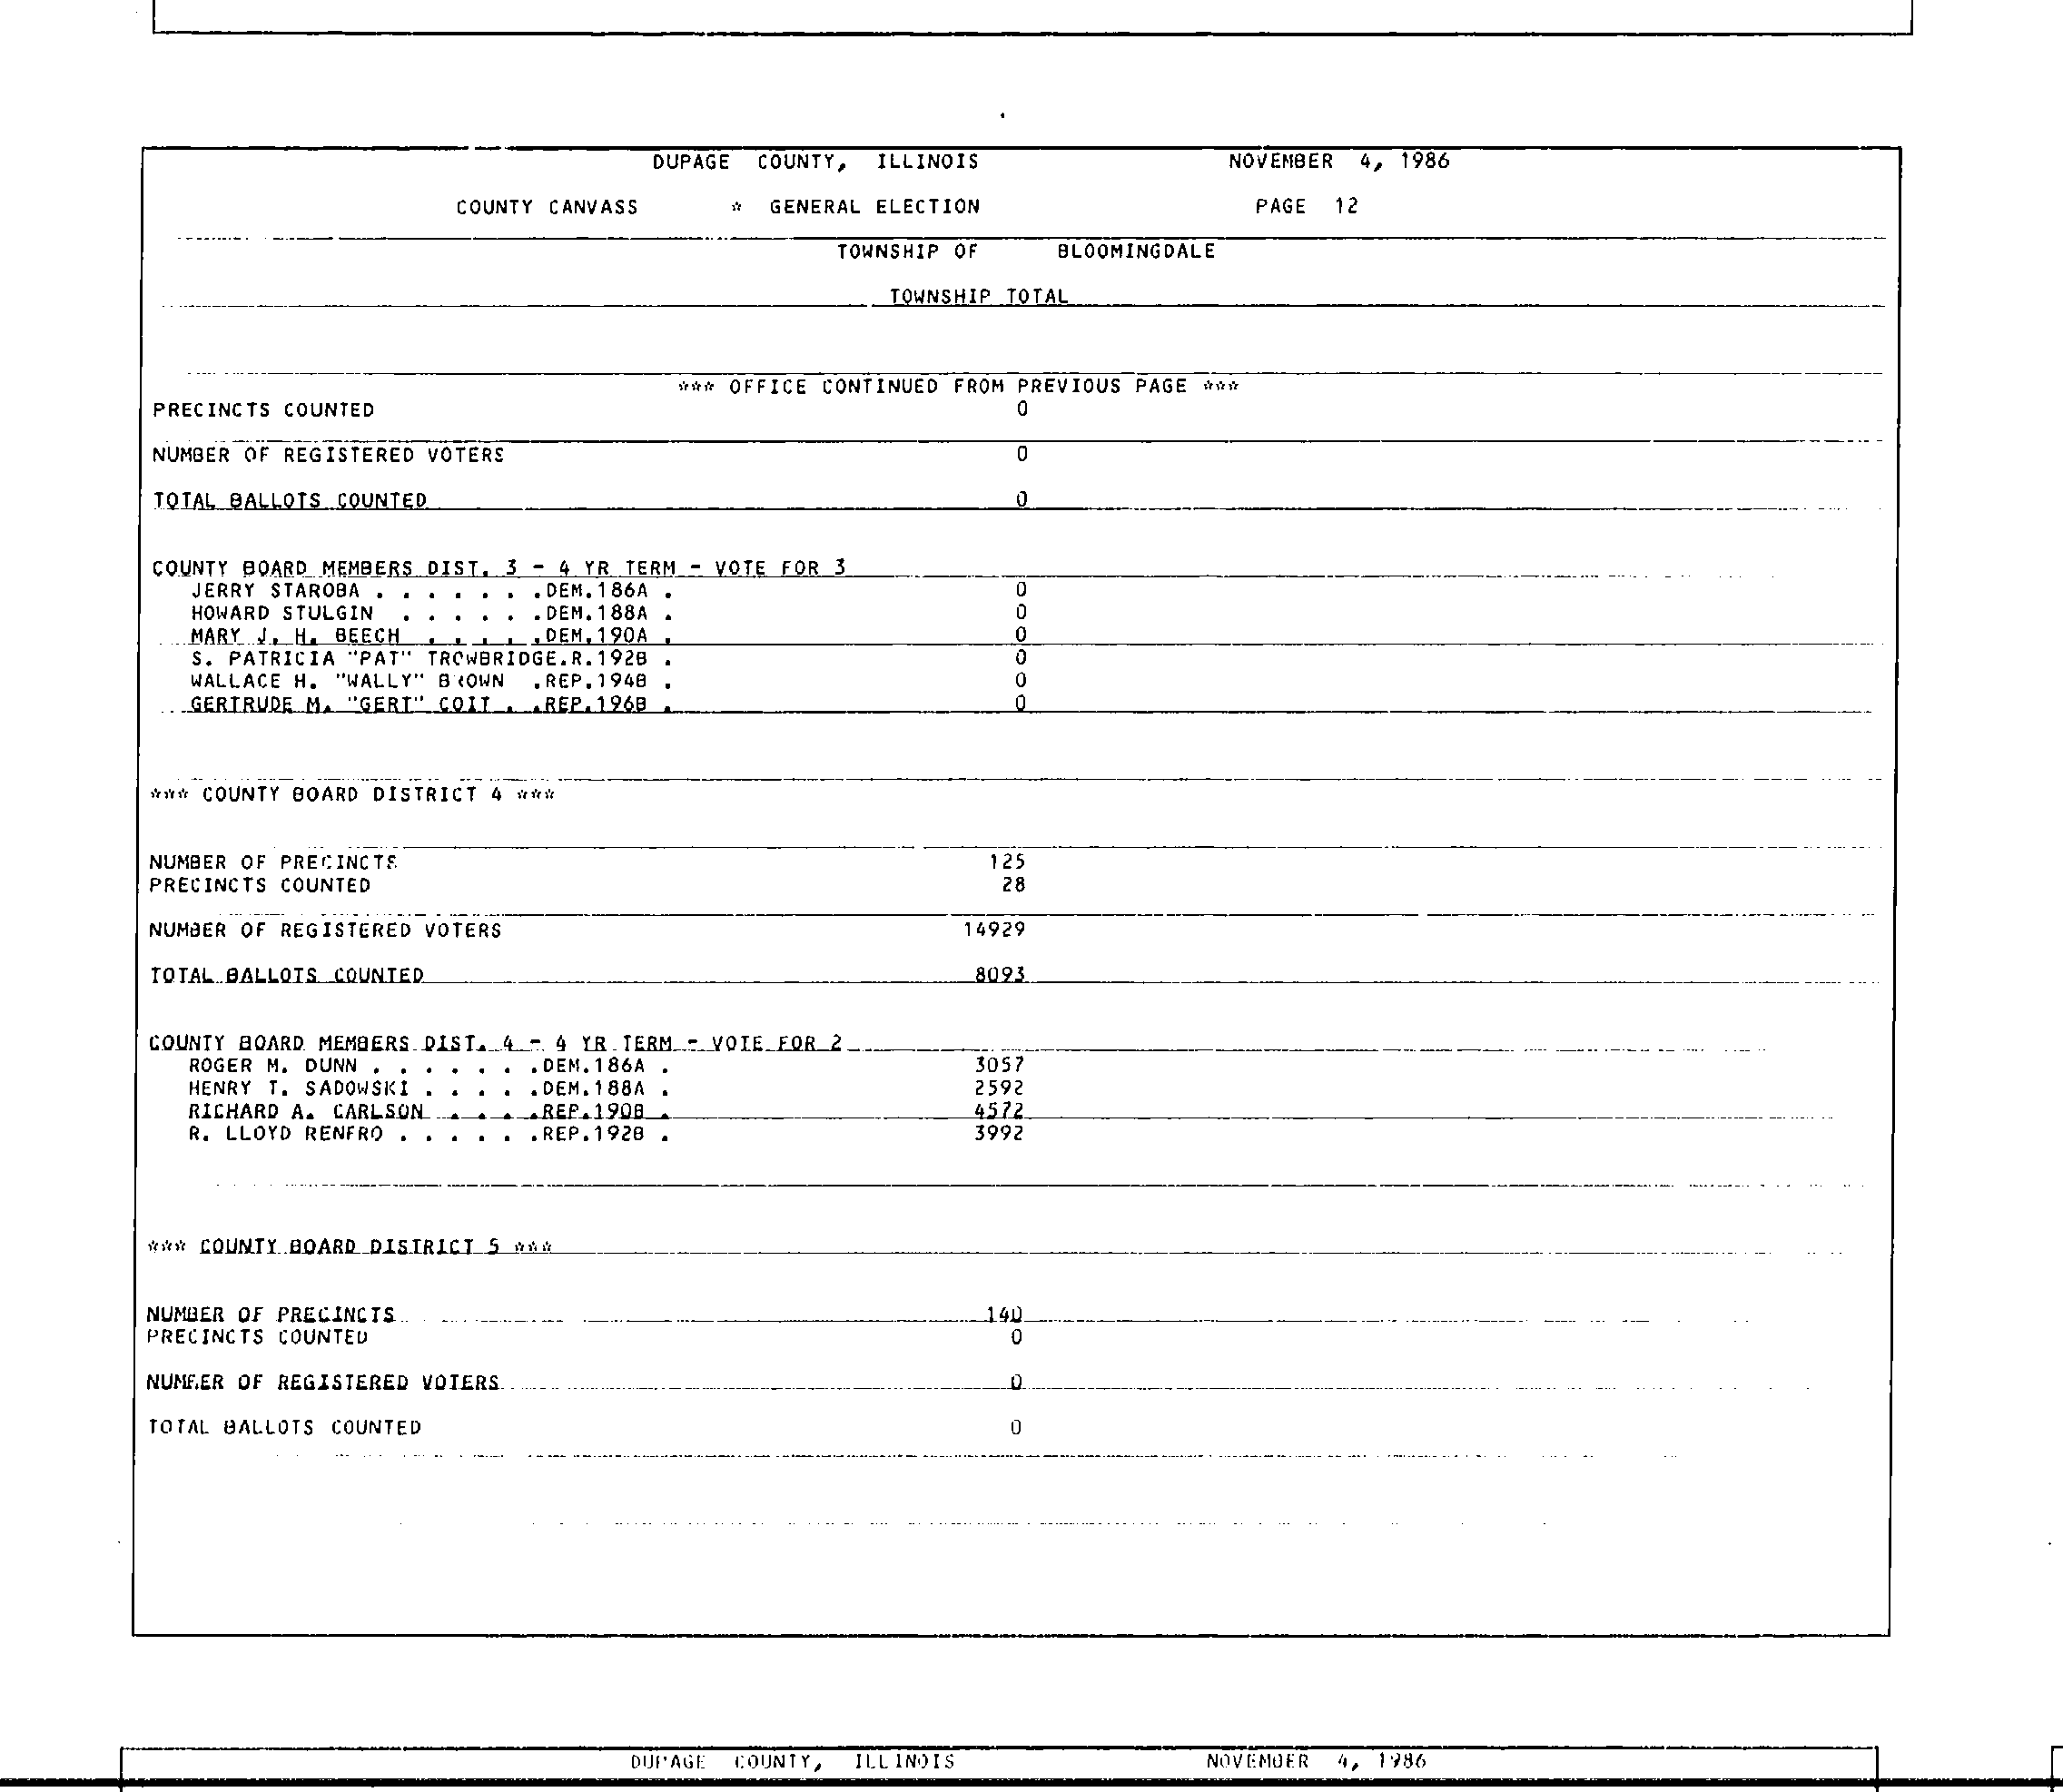 DUPAGE COUNTY, ILLINOIS NOVEMBER 4, 1986
COUNTY CANVASS * GENERAL ELECTION PAGE 12
TOWNSHIP OF BLOOMINGDALE
TOWNSHIP TOTAL
*** OFFICE CONTINUED FROM PREVIOUS PAGE ***
PRECINCTS COUNTED 0
NUMBER OF REGISTERED VOTERS 0
TOTAL BALLOTS COUNTED 0
COUNTY BOARD MEMBERS DIST. 3 - 4 YR TERM - VOTE FOR 3
JERRY STAROBA . . . . . . .DEM.186A . 0
HOWARD STULGIN . . . . . .DEM.188A . 0
MARY J. H. BEECH . . . . .DEM.190A . 0
S. PATRICIA "PAT" TROWBRIDGE.R.192B . 0
WALLACE H. "WALLY" BROWN .REP.194B . 0
GERTRUDE M. "GERT" COIT . .REP.196B . 0
*** COUNTY BOARD DISTRICT 4 ***
NUMBER OF PRECINCTS 125
PRECINCTS COUNTED 28
NUMBER OF REGISTERED VOTERS 14929
TOTAL BALLOTS COUNTED 8093
COUNTY BOARD MEMBERS DIST. 4 - 4 YR TERM - VOTE FOR 2
ROGER M. DUNN . . . . . . .DEM.186A . 3057
HENRY T. SADOWSKI . . . . .DEM.188A . 2592
RICHARD A. CARLSON . . . .REP.190B . 4572
R. LLOYD RENFRO . . . . . .REP.192B . 3992
*** COUNTY BOARD DISTRICT 5 ***
NUMBER OF PRECINCTS 140
PRECINCTS COUNTED 0
NUMBER OF REGISTERED VOTERS 0
TOTAL BALLOTS COUNTED 0
DUPAGE COUNTY, ILLINOIS NOVEMBER 4, 1986